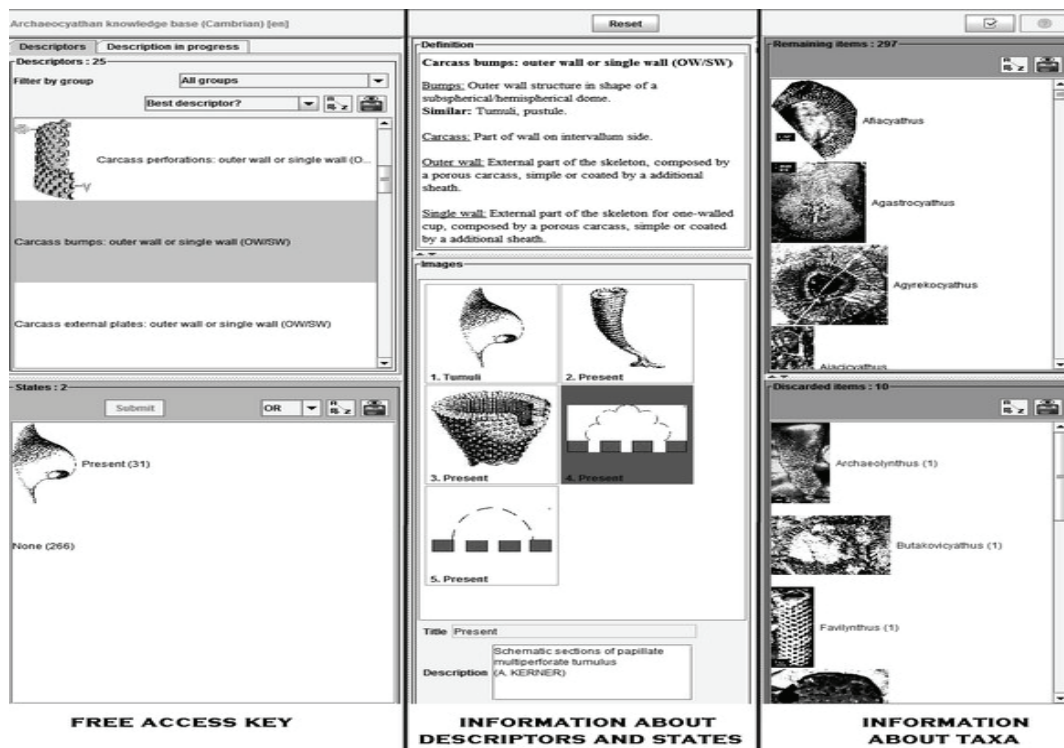 Archaeocyathan knowledge base (Cambrian) [en]
Descriptors
Description in progress
Descriptors : 25
Filter by group
All groups
Best descriptor?
Carcass perforations: outer wall or single wall (O...
Carcass bumps: outer wall or single wall (OW/SW)
Carcass external plates: outer wall or single wall (OW/SW)
States : 2
Submit
OR
Present (31)
None (266)
FREE ACCESS KEY
Reset
Definition
Carcass bumps: outer wall or single wall (OW/SW)
Bumps: Outer wall structure in shape of a
subspherical/hemispherical dome.
Similar: Tumuli, pustule.
Carcass: Part of wall on intervallum side.
Outer wall: External part of the skeleton, composed by
a porous carcass, simple or coated by a additional
sheath.
Single wall: External part of the skeleton for one-walled
cup, composed by a porous carcass, simple or coated
by a additional sheath.
Images
1. Tumuli
2. Present
3. Present
4. Present
5. Present
Title Present
Description
Schematic sections of papillate
multiperforate tumulus
(A. KERNER)
INFORMATION ABOUT
DESCRIPTORS AND STATES
Remaining items : 297
Afiacyathus
Agastrocyathus
Agyrekocyathus
Ajacicyathus
Discarded items : 10
Archaeolynthus (1)
Butakovicyathus (1)
Favilynthus (1)
INFORMATION
ABOUT TAXA